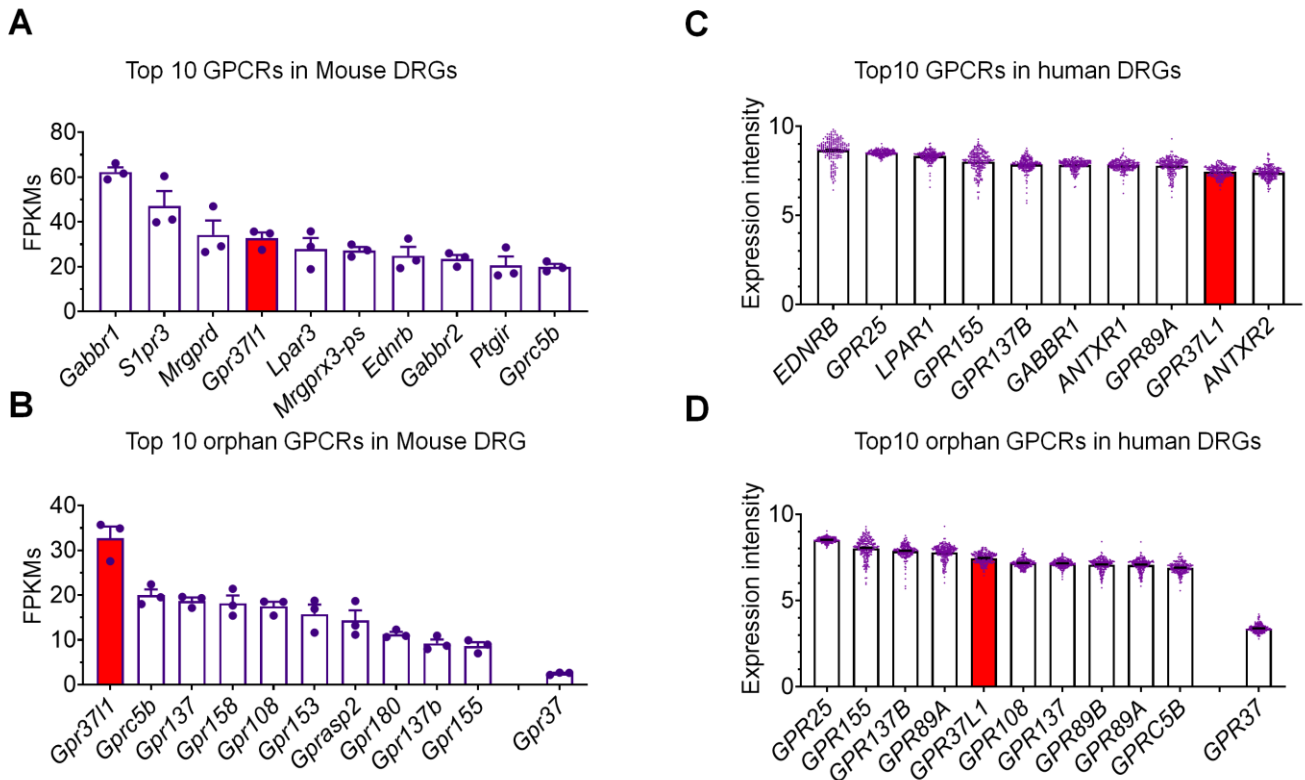 A
Top 10 GPCRs in Mouse DRGs
FPKMs
80
60
40
20
0
Gabbr1
S1pr3
Mrgprd
Gpr37l1
Lpar3
Mrgprx3-ps
Ednrb
Gabbr2
Ptgir
Gprc5b
B
Top 10 orphan GPCRs in Mouse DRG
FPKMs
40
30
20
10
0
Gpr37l1
Gprc5b
Gpr137
Gpr158
Gpr108
Gpr153
Gprasp2
Gpr180
Gpr137b
Gpr155
Gpr37
C
Top10 GPCRs in human DRGs
Expression intensity
10
5
0
EDNRB
GPR25
LPAR1
GPR155
GPR137B
GABBR1
ANTXR1
GPR89A
GPR37L1
ANTXR2
D
Top10 orphan GPCRs in human DRGs
Expression intensity
10
5
0
GPR25
GPR155
GPR137B
GPR89A
GPR37L1
GPR108
GPR137
GPR89B
GPR89A
GPRC5B
GPR37